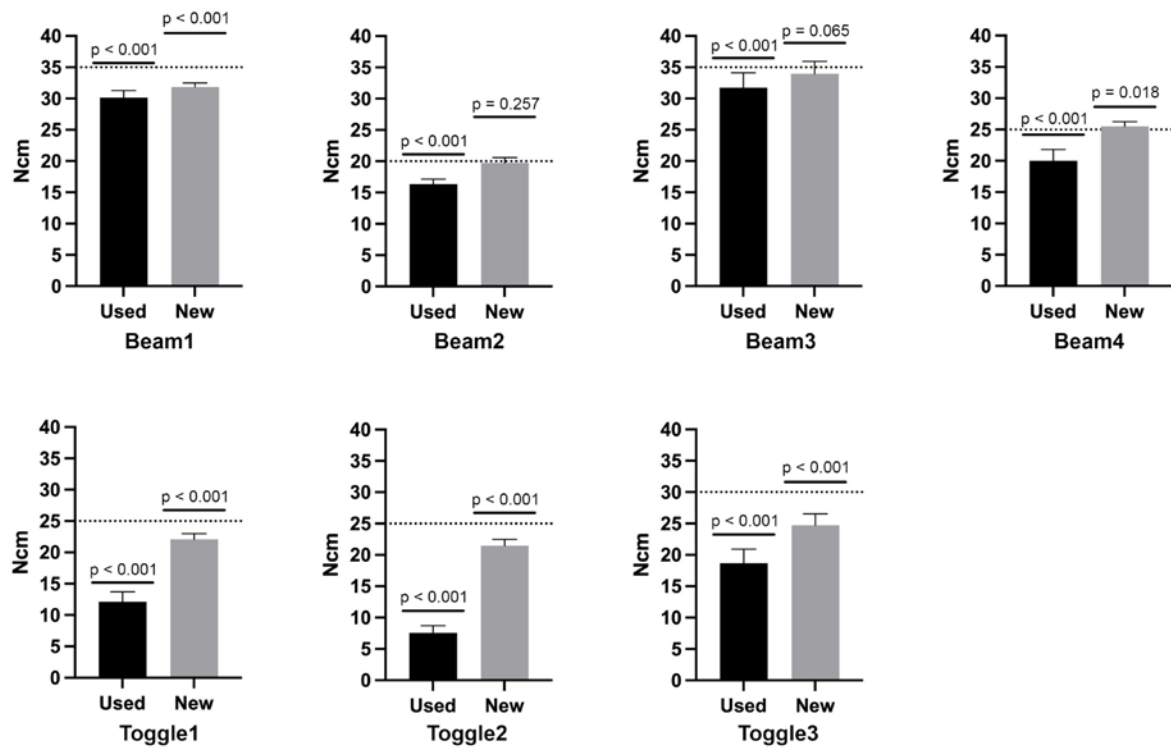 p < 0.001
p < 0.001
40
35
30
25
20
15
10
5
0
Ncm
Used New
Beam1
p = 0.257
p < 0.001
40
35
30
25
20
15
10
5
0
Ncm
Used New
Beam2
p = 0.065
p < 0.001
40
35
30
25
20
15
10
5
0
Ncm
Used New
Beam3
p = 0.018
p < 0.001
40
35
30
25
20
15
10
5
0
Ncm
Used New
Beam4
p < 0.001
p < 0.001
40
35
30
25
20
15
10
5
0
Ncm
Used New
Toggle1
p < 0.001
p < 0.001
40
35
30
25
20
15
10
5
0
Ncm
Used New
Toggle2
p < 0.001
p < 0.001
40
35
30
25
20
15
10
5
0
Ncm
Used New
Toggle3